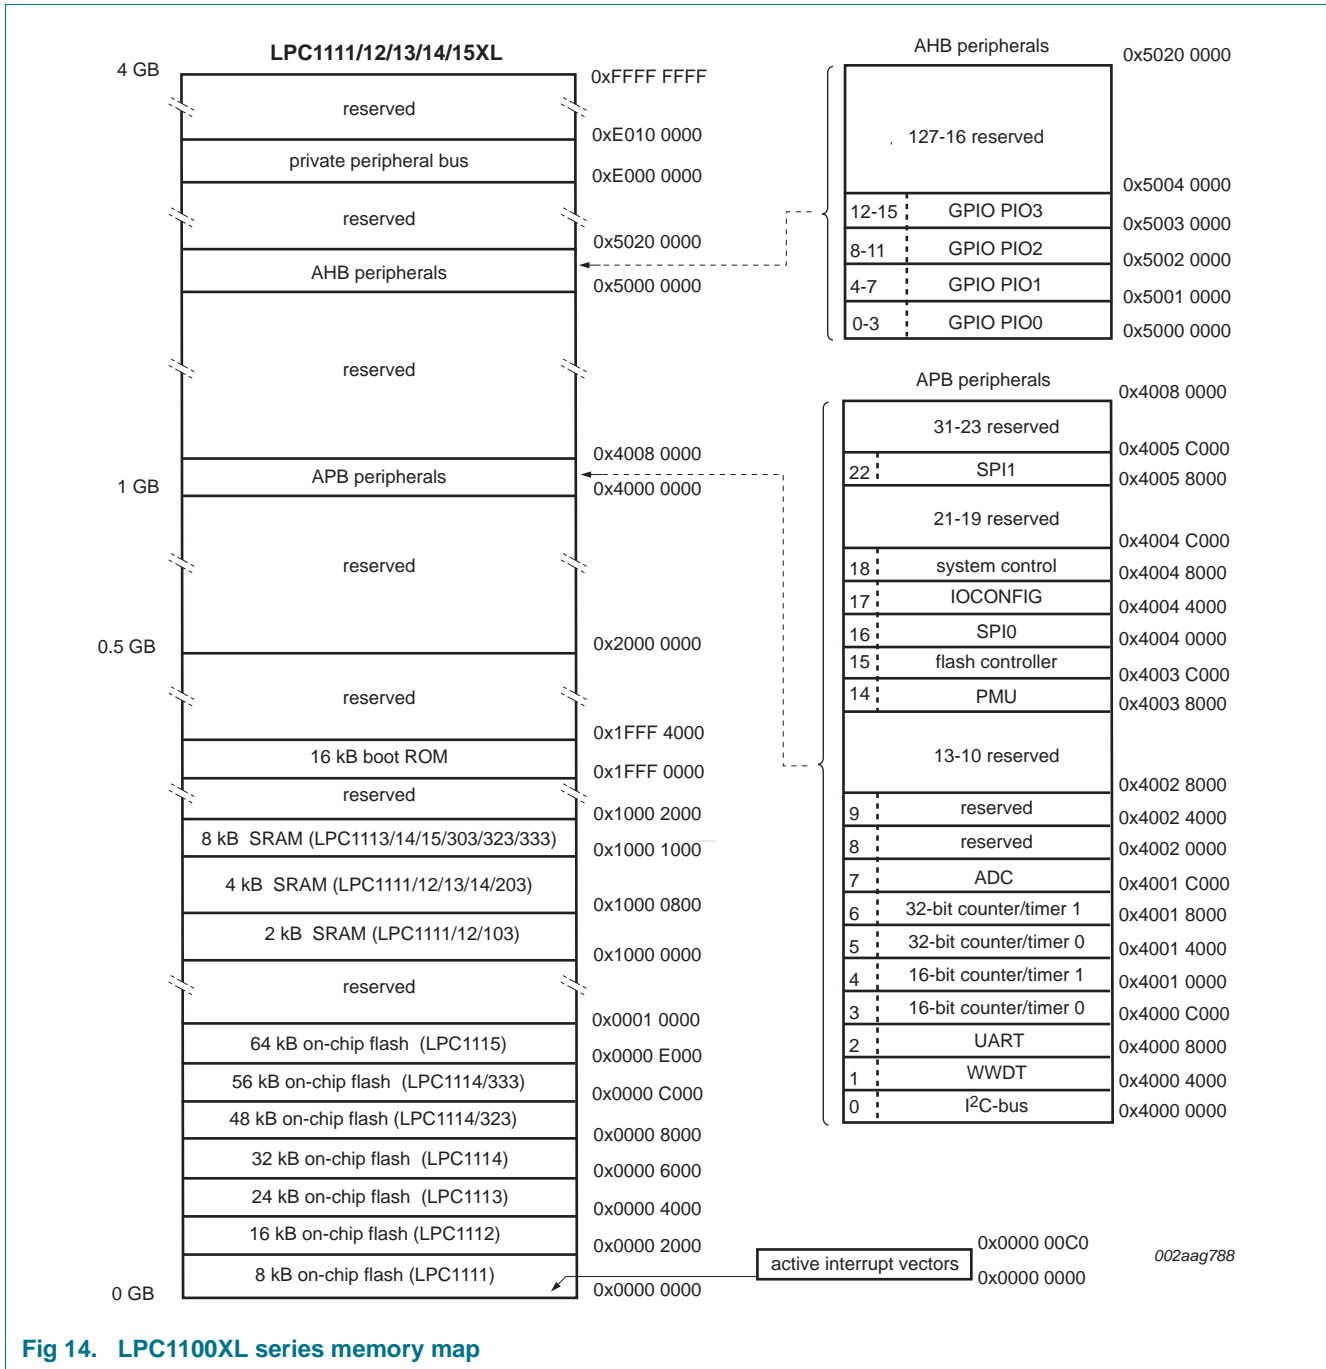 LPC1111/12/13/14/15XL
4 GB
0xFFFF FFFF
reserved
0xE010 0000
private peripheral bus
0xE000 0000
reserved
0x5020 0000
AHB peripherals
0x5000 0000
reserved
0x4008 0000
APB peripherals
1 GB
0x4000 0000
reserved
0.5 GB
0x2000 0000
reserved
0x1FFF 4000
16 kB boot ROM
0x1FFF 0000
reserved
0x1000 2000
8 kB SRAM (LPC1113/14/15/303/323/333)
0x1000 1000
4 kB SRAM (LPC1111/12/13/14/203)
0x1000 0800
2 kB SRAM (LPC1111/12/103)
0x1000 0000
reserved
0x0001 0000
64 kB on-chip flash (LPC1115)
0x0000 E000
56 kB on-chip flash (LPC1114/333)
0x0000 C000
48 kB on-chip flash (LPC1114/323)
0x0000 8000
32 kB on-chip flash (LPC1114)
0x0000 6000
24 kB on-chip flash (LPC1113)
0x0000 4000
16 kB on-chip flash (LPC1112)
0x0000 2000
8 kB on-chip flash (LPC1111)
0 GB
0x0000 0000
AHB peripherals
0x5020 0000
127-16 reserved
0x5004 0000
12-15 GPIO PIO3
0x5003 0000
8-11 GPIO PIO2
0x5002 0000
4-7 GPIO PIO1
0x5001 0000
0-3 GPIO PIO0
0x5000 0000
APB peripherals
0x4008 0000
31-23 reserved
0x4005 C000
22 SPI1
0x4005 8000
21-19 reserved
0x4004 C000
18 system control
0x4004 8000
17 IOCONFIG
0x4004 4000
16 SPI0
0x4004 0000
15 flash controller
0x4003 C000
14 PMU
0x4003 8000
13-10 reserved
0x4002 8000
9 reserved
0x4002 4000
8 reserved
0x4002 0000
7 ADC
0x4001 C000
6 32-bit counter/timer 1
0x4001 8000
5 32-bit counter/timer 0
0x4001 4000
4 16-bit counter/timer 1
0x4001 0000
3 16-bit counter/timer 0
0x4000 C000
2 UART
0x4000 8000
1 WWDT
0x4000 4000
0 I²C-bus
0x4000 0000
0x0000 00C0
active interrupt vectors
0x0000 0000
002aag788
Fig 14. LPC1100XL series memory map